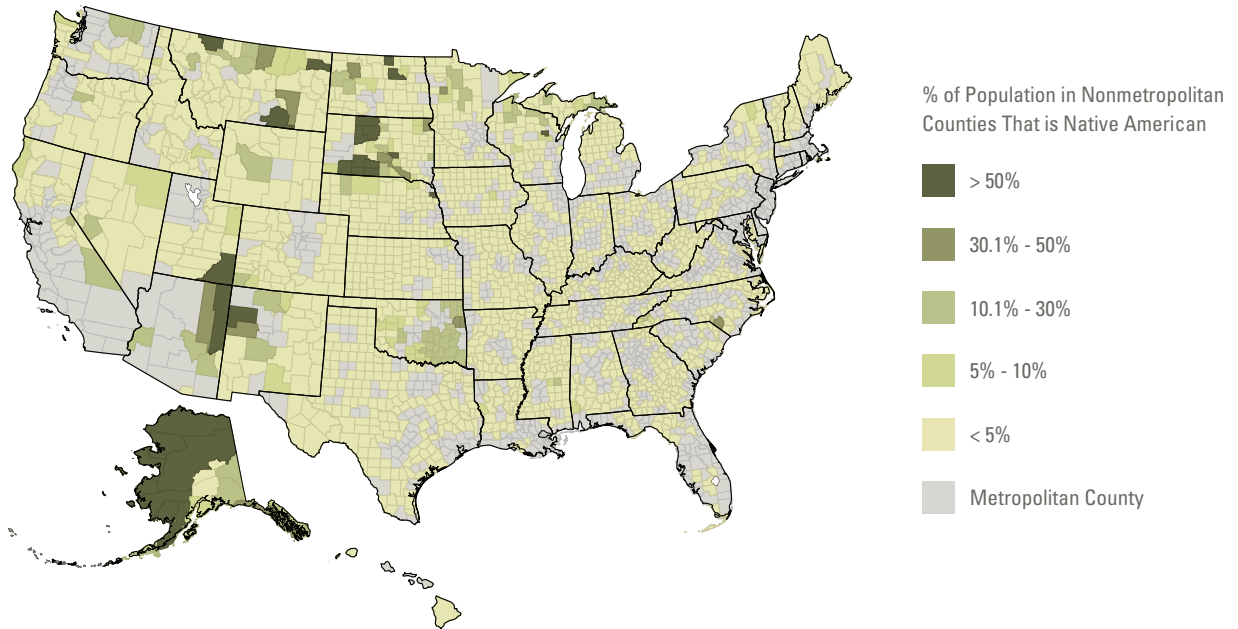 % of Population in Nonmetropolitan
Counties That is Native American
> 50%
30.1% - 50%
10.1% - 30%
5% - 10%
< 5%
Metropolitan County